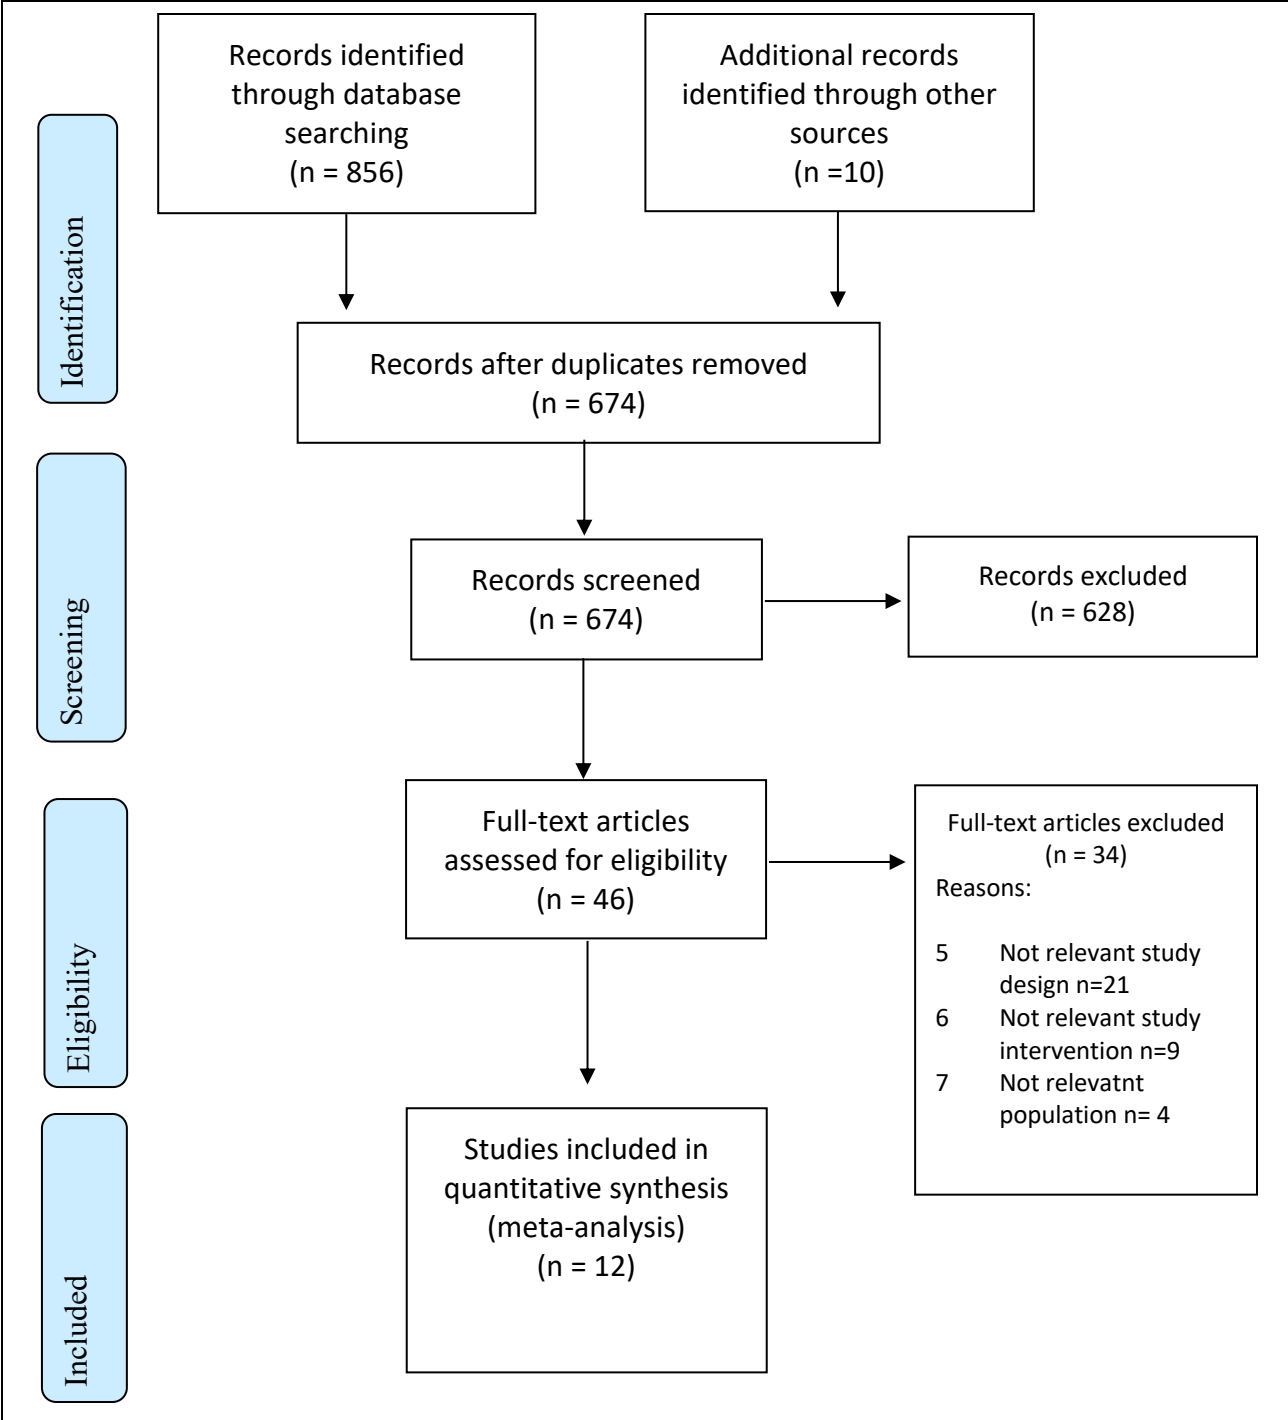 Records identified
through database
searching
(n = 856)
Additional records
identified through other
sources
(n =10)
Identification
Records after duplicates removed
(n = 674)
Screening
Records screened
(n = 674)
Records excluded
(n = 628)
Eligibility
Full-text articles
assessed for eligibility
(n = 46)
Full-text articles excluded
(n = 34)
Reasons:
5 Not relevant study
design n=21
6 Not relevant study
intervention n=9
7 Not relevatnt
population n= 4
Included
Studies included in
quantitative synthesis
(meta-analysis)
(n = 12)